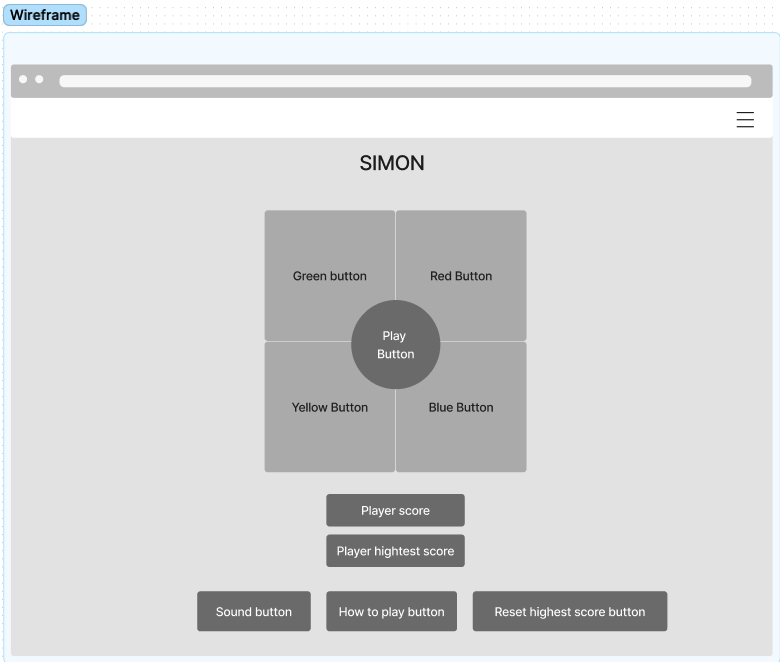 Wireframe
SIMON
Green button
Red Button
Play
Button
Yellow Button
Blue Button
Player score
Player hightest score
Sound button
How to play button
Reset highest score button